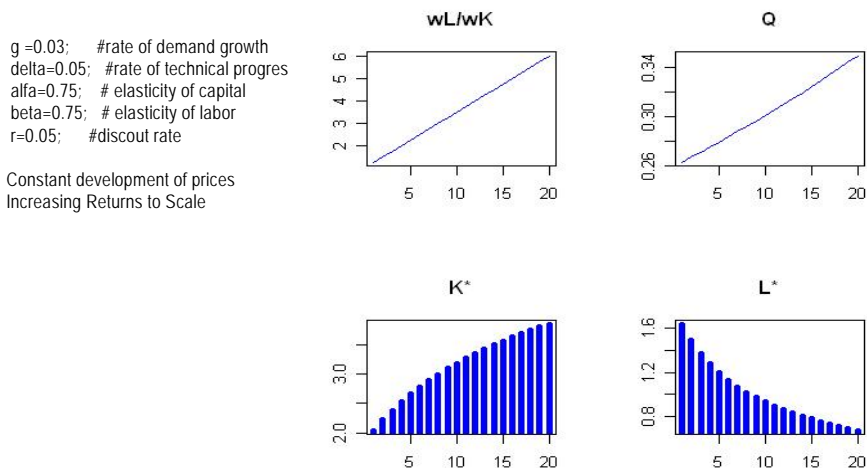 g =0.03; #rate of demand growth
delta=0.05; #rate of technical progres
alfa=0.75; # elasticity of capital
beta=0.75; # elasticity of labor
r=0.05; #discout rate
Constant development of prices
Increasing Returns to Scale
wL/wK
6
5
4
3
2
5 10 15 20
Q
0.34
0.30
0.26
5 10 15 20
K*
3.0
2.0
5 10 15 20
L*
1.6
1.2
0.8
5 10 15 20